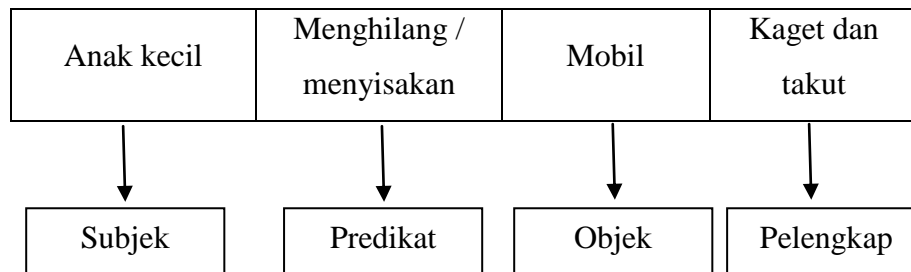 Anak kecil
Menghilang /
menyisakan
Mobil
Kaget dan
takut
Subjek
Predikat
Objek
Pelengkap